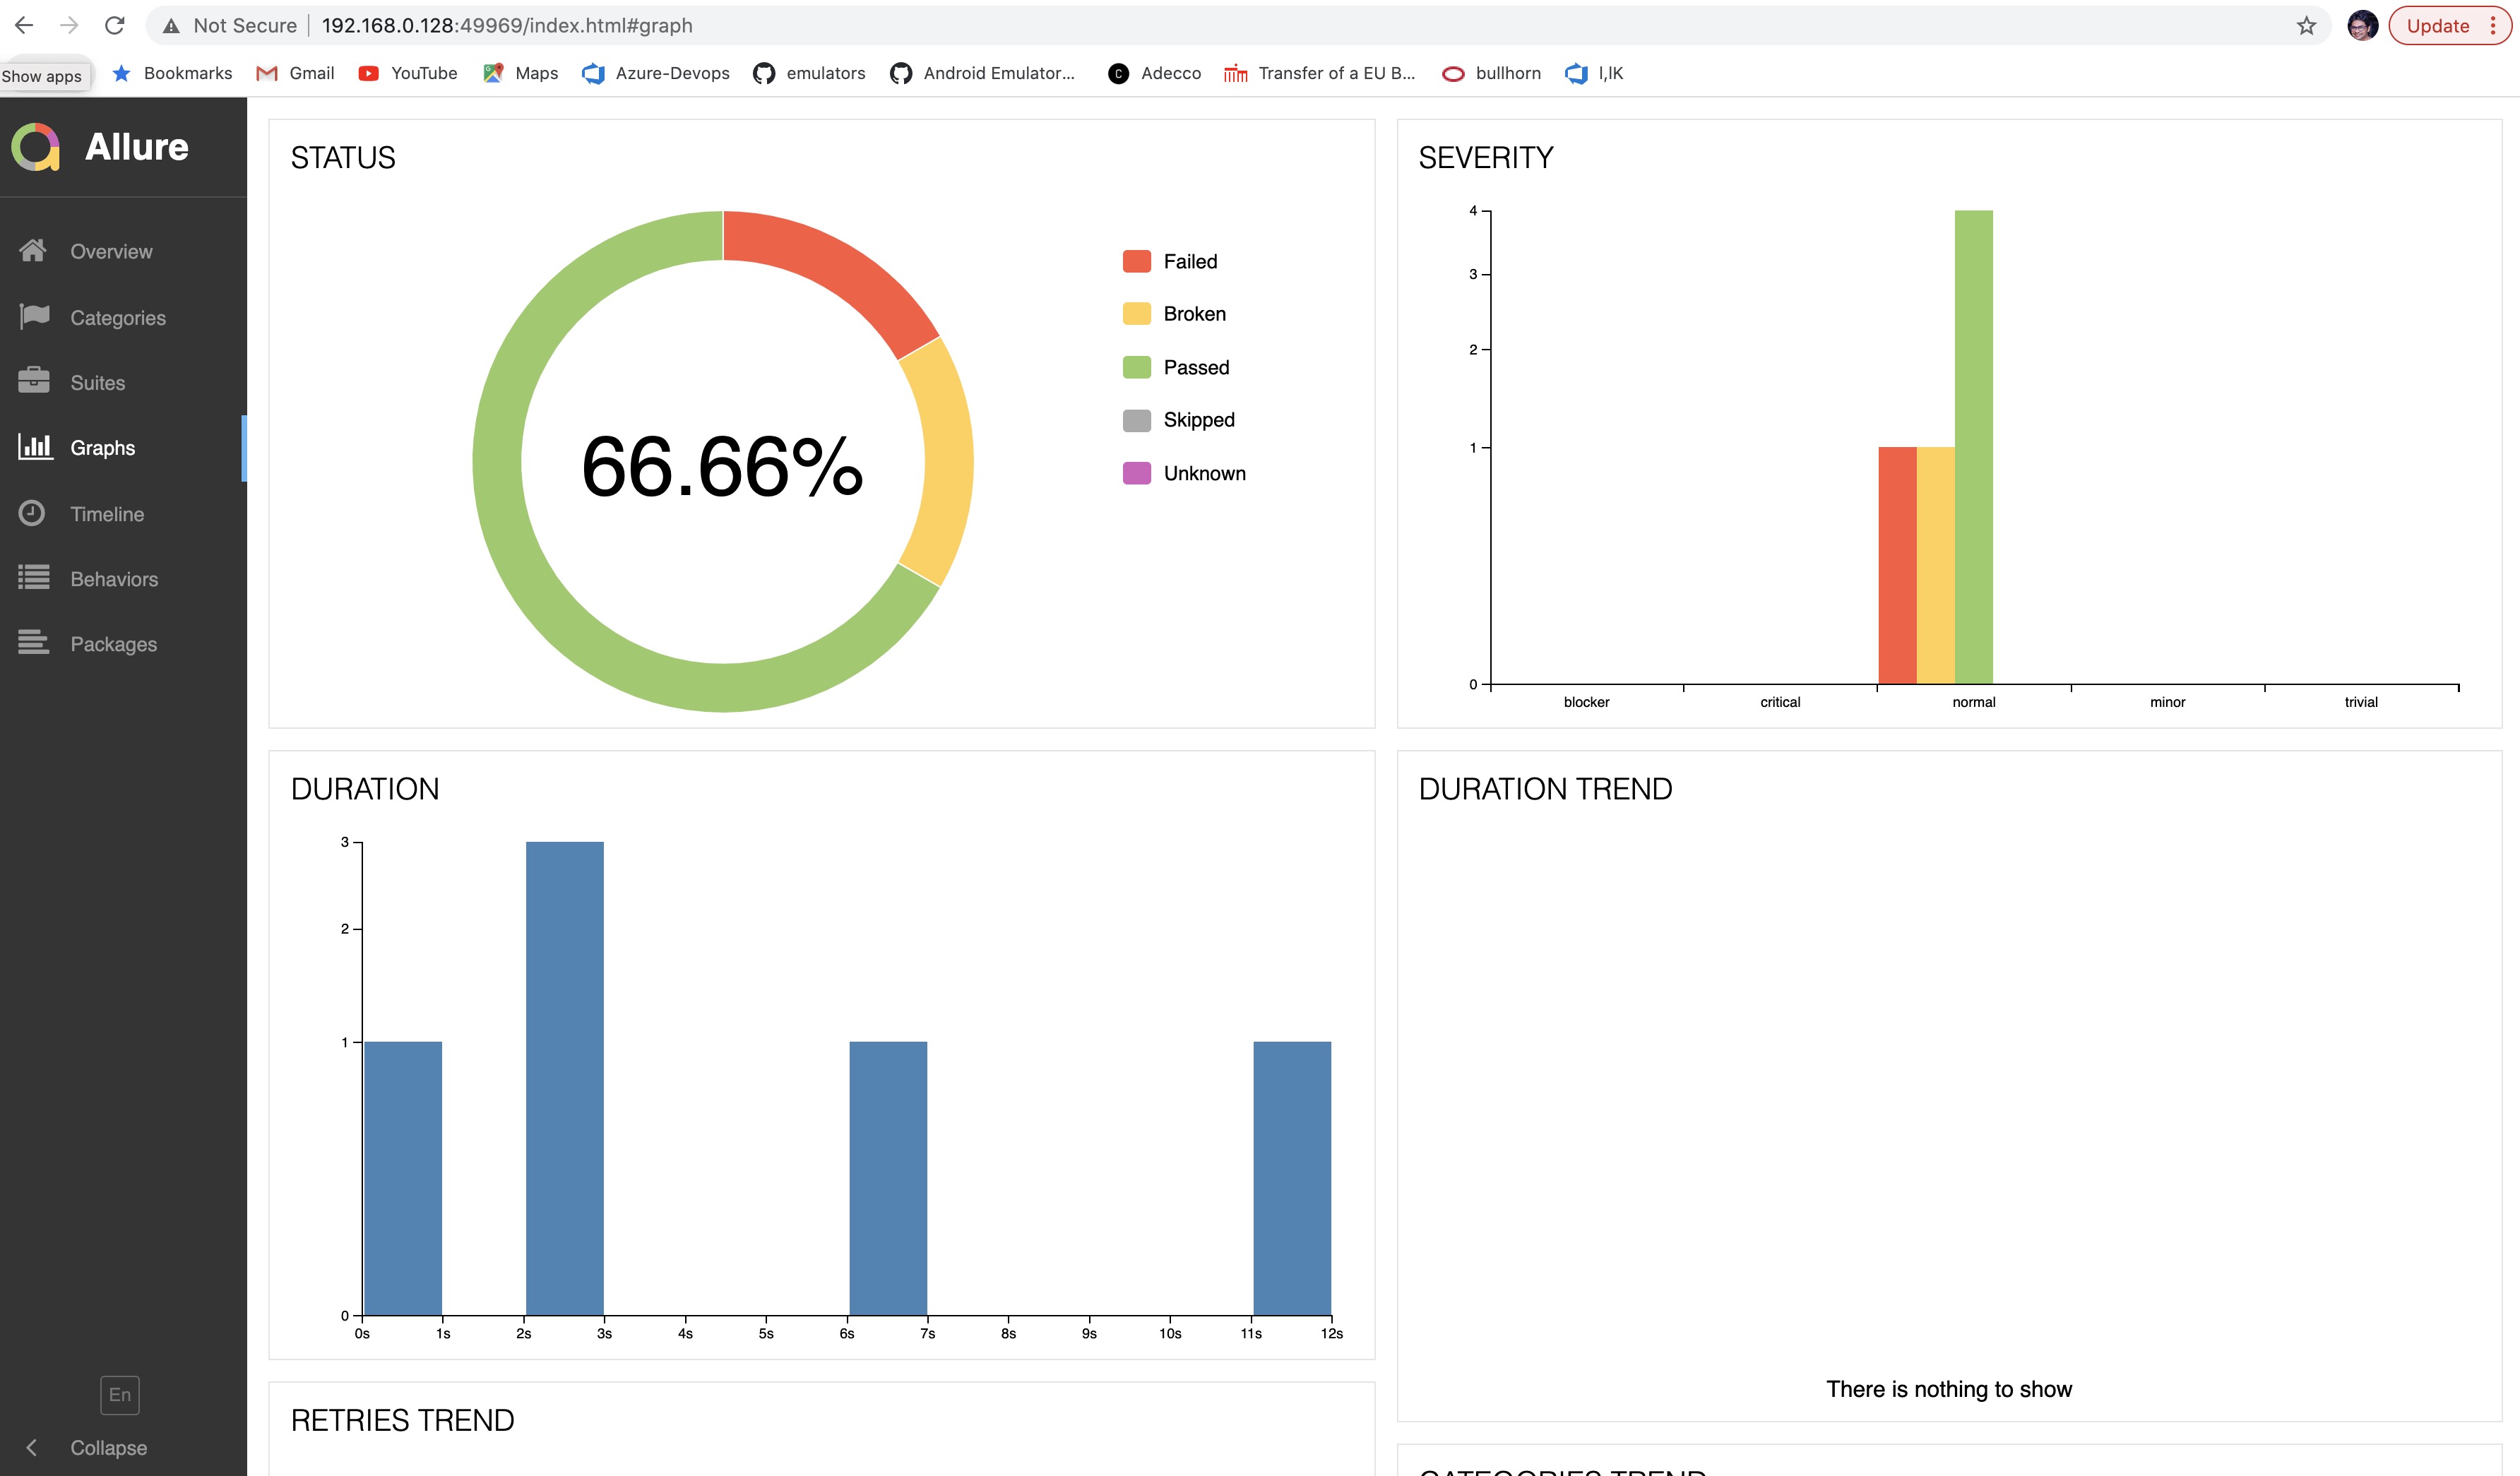 Not Secure 192.168.0.128:49969/index.html#graph Update
Show apps Bookmarks Gmail YouTube Maps Azure-Devops emulators Android Emulator... Adecco Transfer of a EU B... bullhorn I,IK
Allure
Overview
Categories
Suites
Graphs
Timeline
Behaviors
Packages
En
Collapse
STATUS
66.66%
Failed
Broken
Passed
Skipped
Unknown
SEVERITY
4
3
2
1
0
blocker critical normal minor trivial
DURATION
3
2
1
0
0s 1s 2s 3s 4s 5s 6s 7s 8s 9s 10s 11s 12s
DURATION TREND
There is nothing to show
RETRIES TREND
CATEGORIES TREND